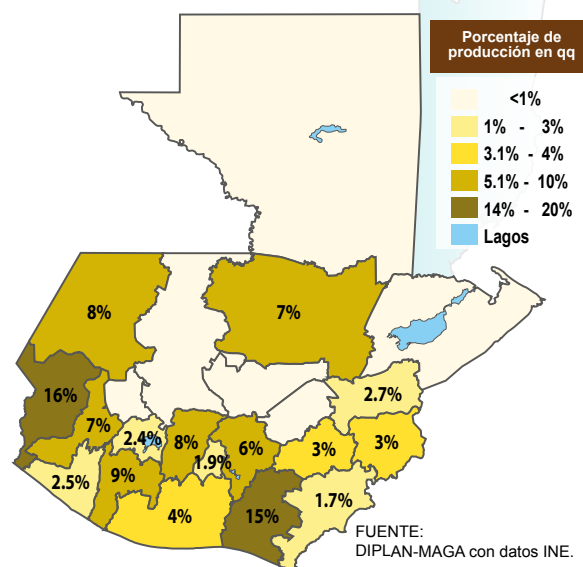 Porcentaje de
producción en qq
<1%
1% - 3%
3.1% - 4%
5.1% - 10%
14% - 20%
Lagos
8%
7%
16%
2.7%
7%
2.4%
8%
6%
3%
3%
1.9%
2.5%
9%
1.7%
4%
15%
FUENTE:
DIPLAN-MAGA con datos INE.